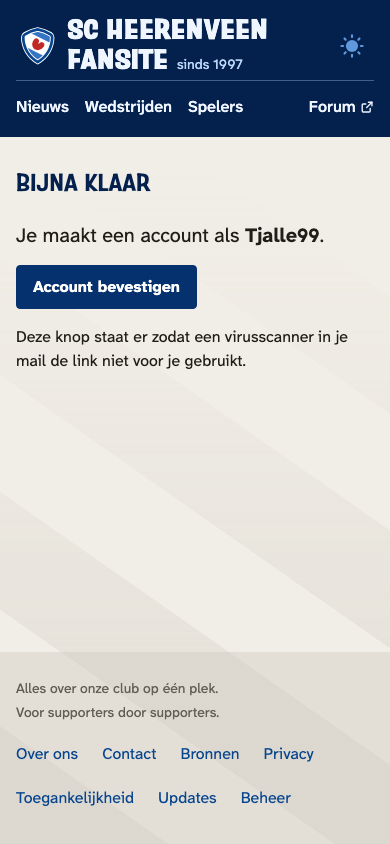 SC HEERENVEEN
FANSITE sinds 1997
Nieuws Wedstrijden Spelers Forum
BIJNA KLAAR
Je maakt een account als Tjalle99.
Account bevestigen
Deze knop staat er zodat een virusscanner in je
mail de link niet voor je gebruikt.
Alles over onze club op één plek.
Voor supporters door supporters.
Over ons Contact Bronnen Privacy
Toegankelijkheid Updates Beheer